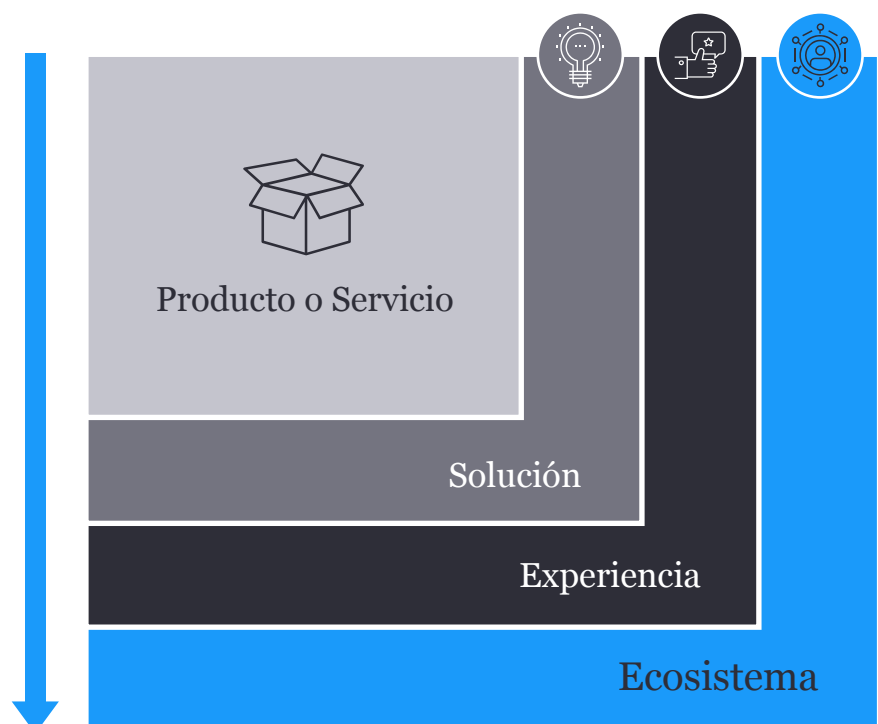 Producto o Servicio
Solución
Experiencia
Ecosistema